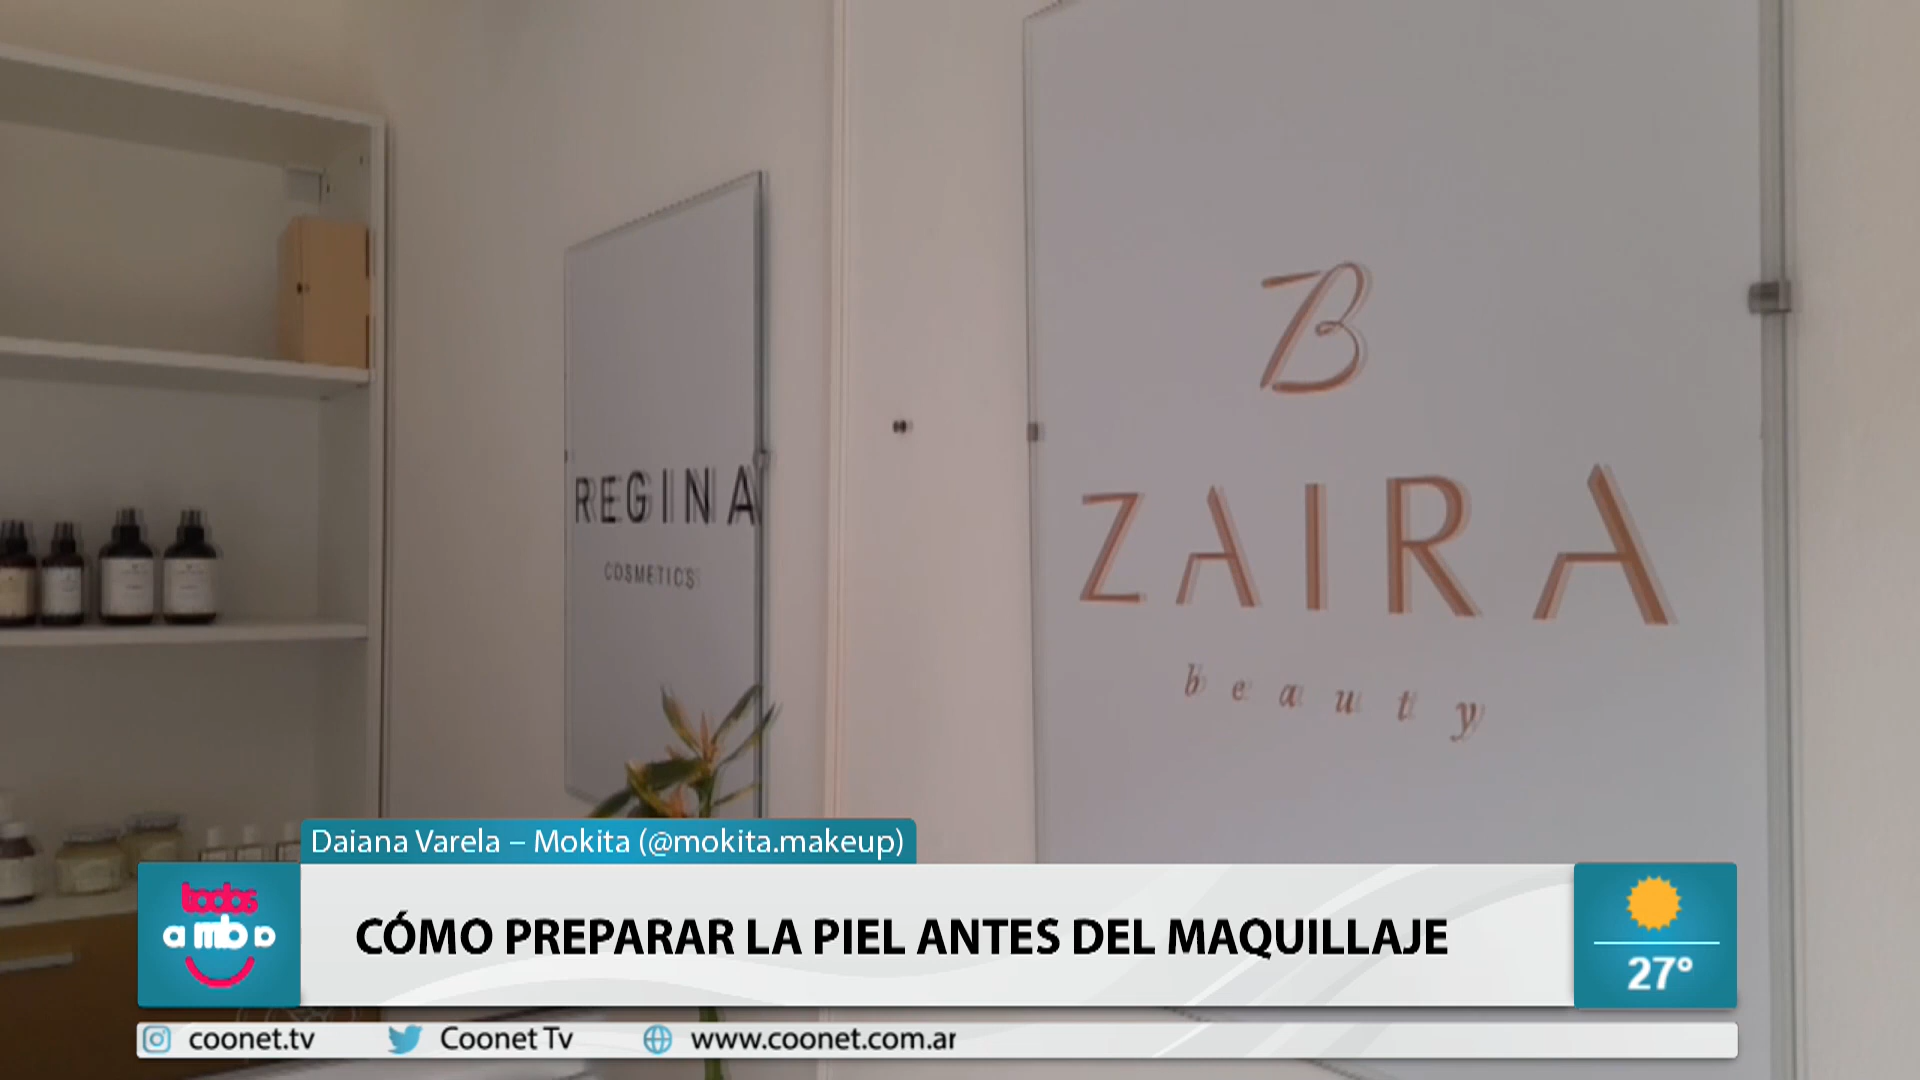 B
ZAIRA
beauty
REGINA
COSMETICS
Daiana Varela – Mokita (@mokita.makeup)
todos
a mbo
CÓMO PREPARAR LA PIEL ANTES DEL MAQUILLAJE
27°
coonet.tv
Coonet Tv
www.coonet.com.ar